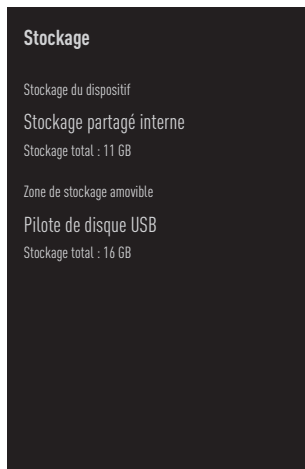 Stockage
Stockage du dispositif
Stockage partagé interne
Stockage total : 11 GB
Zone de stockage amovible
Pilote de disque USB
Stockage total : 16 GB